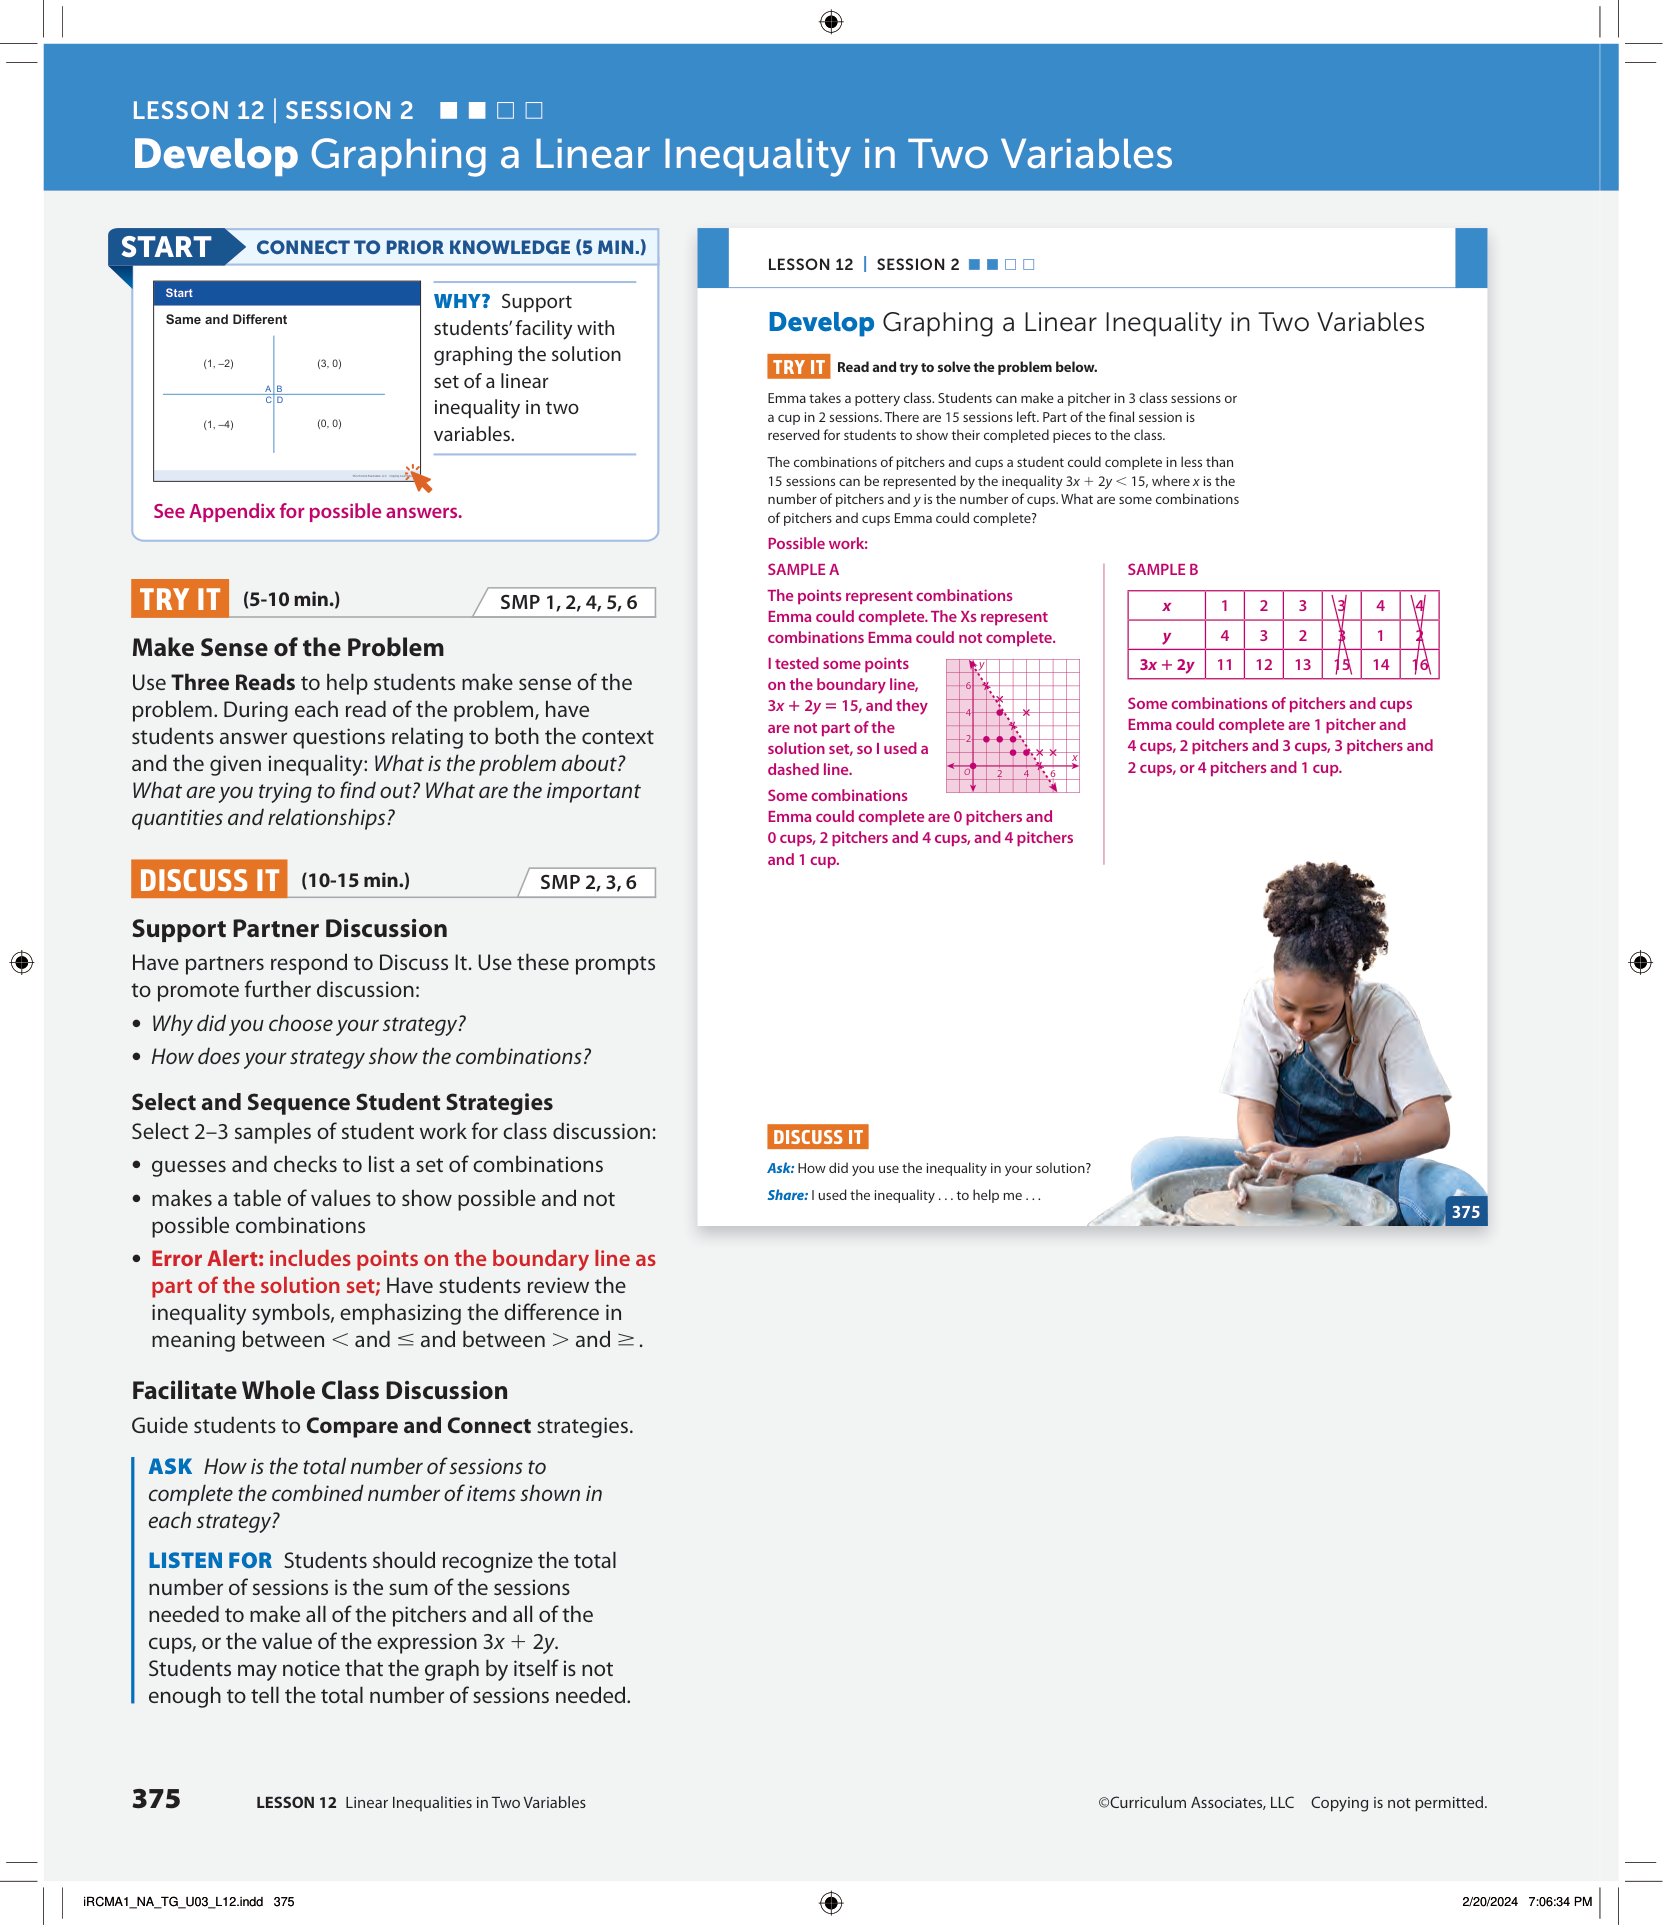 LESSON 12 | SESSION 2
Develop Graphing a Linear Inequality in Two Variables
START
CONNECT TO PRIOR KNOWLEDGE (5 MIN.)
Start
Same and Different
(1, –2)
(3, 0)
A B
C D
(1, –4)
(0, 0)
WHY? Support
students’ facility with
graphing the solution
set of a linear
inequality in two
variables.
See Appendix for possible answers.
TRY IT (5-10 min.) SMP 1, 2, 4, 5, 6
Make Sense of the Problem
Use Three Reads to help students make sense of the
problem. During each read of the problem, have
students answer questions relating to both the context
and the given inequality: What is the problem about?
What are you trying to find out? What are the important
quantities and relationships?
DISCUSS IT (10-15 min.) SMP 2, 3, 6
Support Partner Discussion
Have partners respond to Discuss It. Use these prompts
to promote further discussion:
• Why did you choose your strategy?
• How does your strategy show the combinations?
Select and Sequence Student Strategies
Select 2–3 samples of student work for class discussion:
• guesses and checks to list a set of combinations
• makes a table of values to show possible and not
possible combinations
• Error Alert: includes points on the boundary line as
part of the solution set; Have students review the
inequality symbols, emphasizing the difference in
meaning between < and ≤ and between > and ≥ .
Facilitate Whole Class Discussion
Guide students to Compare and Connect strategies.
ASK How is the total number of sessions to
complete the combined number of items shown in
each strategy?
LISTEN FOR Students should recognize the total
number of sessions is the sum of the sessions
needed to make all of the pitchers and all of the
cups, or the value of the expression 3x + 2y.
Students may notice that the graph by itself is not
enough to tell the total number of sessions needed.
LESSON 12 | SESSION 2
Develop Graphing a Linear Inequality in Two Variables
TRY IT Read and try to solve the problem below.
Emma takes a pottery class. Students can make a pitcher in 3 class sessions or
a cup in 2 sessions. There are 15 sessions left. Part of the final session is
reserved for students to show their completed pieces to the class.
The combinations of pitchers and cups a student could complete in less than
15 sessions can be represented by the inequality 3x + 2y < 15, where x is the
number of pitchers and y is the number of cups. What are some combinations
of pitchers and cups Emma could complete?
Possible work:
SAMPLE A
The points represent combinations
Emma could complete. The Xs represent
combinations Emma could not complete.
I tested some points
on the boundary line,
3x + 2y = 15, and they
are not part of the
solution set, so I used a
dashed line.
y
6
4
2
O 2 4 6 x
Some combinations
Emma could complete are 0 pitchers and
0 cups, 2 pitchers and 4 cups, and 4 pitchers
and 1 cup.
SAMPLE B
x 1 2 3 3 4 4
y 4 3 2 3 1 2
3x + 2y 11 12 13 15 14 16
Some combinations of pitchers and cups
Emma could complete are 1 pitcher and
4 cups, 2 pitchers and 3 cups, 3 pitchers and
2 cups, or 4 pitchers and 1 cup.
DISCUSS IT
Ask: How did you use the inequality in your solution?
Share: I used the inequality . . . to help me . . .
375
375 LESSON 12 Linear Inequalities in Two Variables
©Curriculum Associates, LLC Copying is not permitted.
iRCMA1_NA_TG_U03_L12.indd 375
2/20/2024 7:06:34 PM